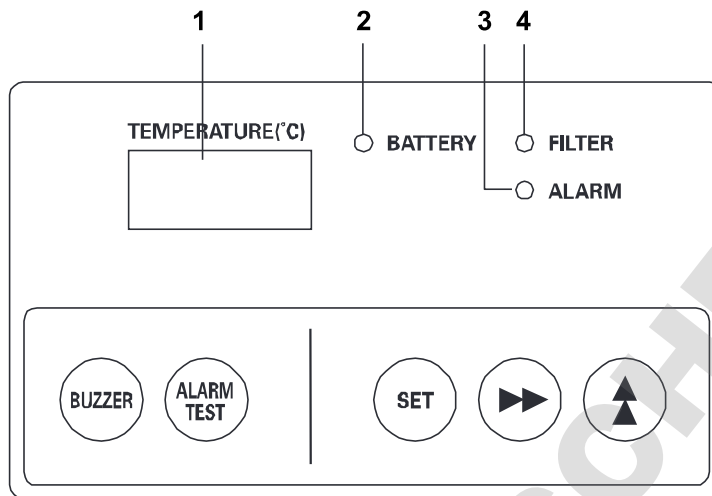 1 2 3 4
TEMPERATURE(°C)
BATTERY
FILTER
ALARM
BUZZER
ALARM
TEST
SET